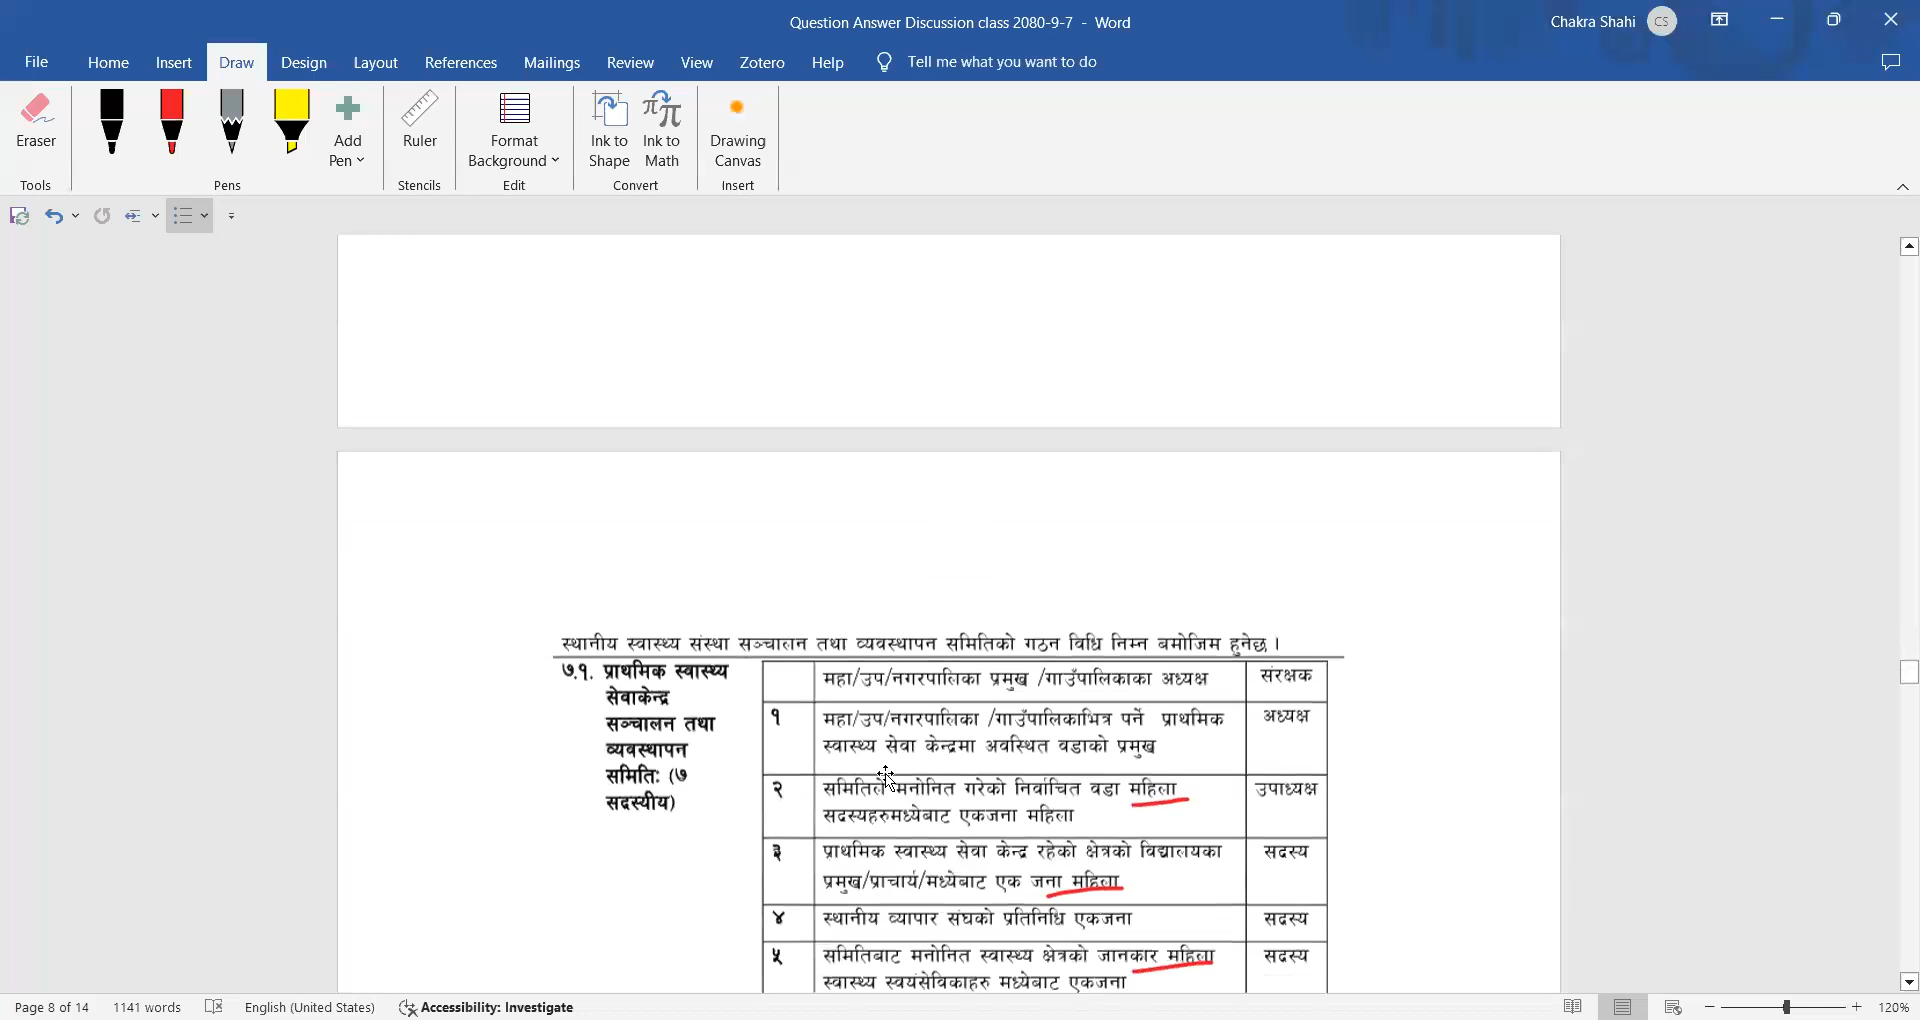 Question Answer Discussion class 2080-9-7 - Word
Chakra Shahi CS
File Home Insert Draw Design Layout References Mailings Review View Zotero Help Tell me what you want to do
Eraser
Add
Pen
Ruler
Format
Background
Ink to
Shape
Ink to
Math
Drawing
Canvas
Tools Pens Stencils Edit Convert Insert
स्थानीय स्वास्थ्य संस्था सञ्चालन तथा व्यवस्थापन समितिको गठन विधि निम्न बमोजिम हुनेछ ।
७.१. प्राथमिक स्वास्थ्य
सेवाकेन्द्र
सञ्चालन तथा
व्यवस्थापन
समिति: (७
सदस्यीय)
महा/उप/नगरपालिका प्रमुख /गाउँपालिकाका अध्यक्ष संरक्षक
१ महा/उप/नगरपालिका /गाउँपालिकाभित्र पर्ने प्राथमिक अध्यक्ष
स्वास्थ्य सेवा केन्द्रमा अवस्थित वडाको प्रमुख
२ समितिले मनोनित गरेको निर्वाचित वडा महिला उपाध्यक्ष
सदस्यहरुमध्येबाट एकजना महिला
३ प्राथमिक स्वास्थ्य सेवा केन्द्र रहेको क्षेत्रको विद्यालयका सदस्य
प्रमुख/प्राचार्य/मध्येबाट एक जना महिला
४ स्थानीय व्यापार संघको प्रतिनिधि एकजना सदस्य
५ समितिबाट मनोनित स्वास्थ्य क्षेत्रको जानकार महिला सदस्य
स्वास्थ्य स्वयंसेविकाहरु मध्येबाट एकजना
Page 8 of 14 1141 words English (United States) Accessibility: Investigate 120%